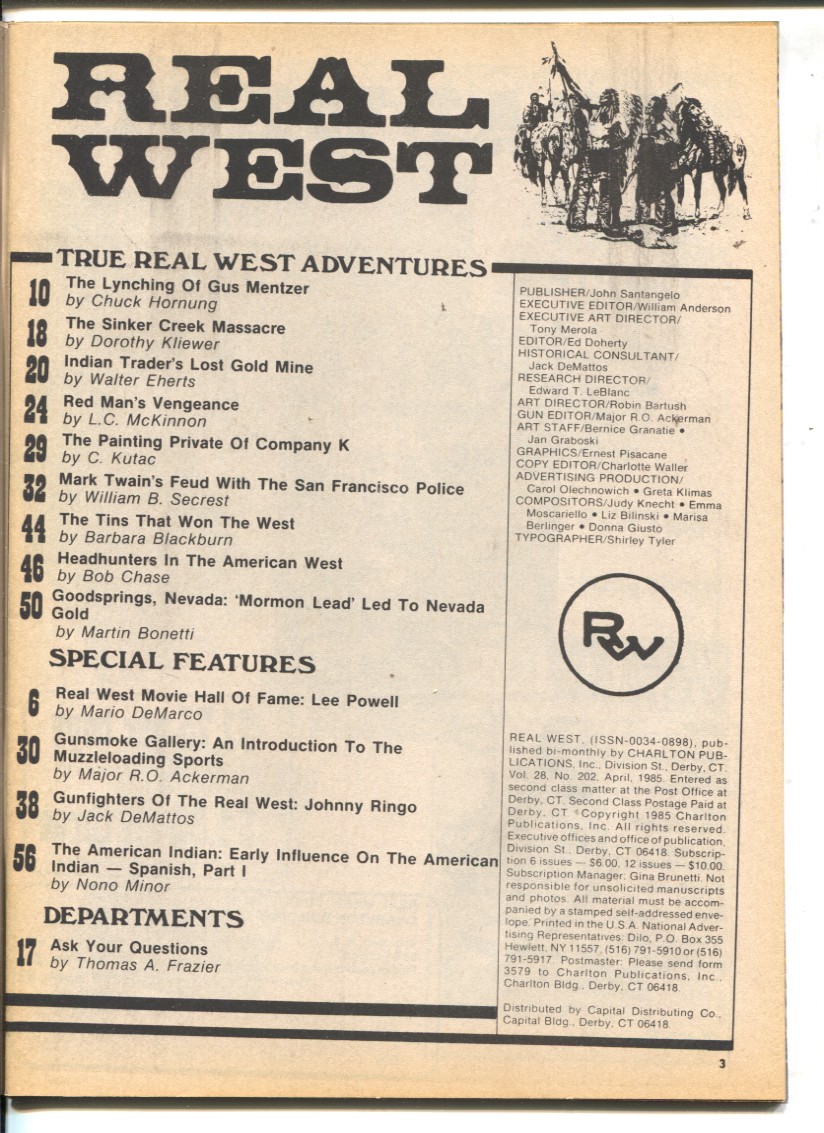 REAL
WEST
TRUE REAL WEST ADVENTURES
10 The Lynching Of Gus Mentzer
by Chuck Hornung
18 The Sinker Creek Massacre
by Dorothy Kliewer
20 Indian Trader's Lost Gold Mine
by Walter Eherts
24 Red Man's Vengeance
by L.C. McKinnon
29 The Painting Private Of Company K
by C. Kutac
32 Mark Twain's Feud With The San Francisco Police
by William B. Secrest
44 The Tins That Won The West
by Barbara Blackburn
46 Headhunters In The American West
by Bob Chase
50 Goodsprings, Nevada: 'Mormon Lead' Led To Nevada
Gold
by Martin Bonetti
SPECIAL FEATURES
6 Real West Movie Hall Of Fame: Lee Powell
by Mario DeMarco
30 Gunsmoke Gallery: An Introduction To The
Muzzleloading Sports
by Major R.O. Ackerman
38 Gunfighters Of The Real West: Johnny Ringo
by Jack DeMattos
56 The American Indian: Early Influence On The American
Indian — Spanish, Part I
by Nono Minor
DEPARTMENTS
17 Ask Your Questions
by Thomas A. Frazier
PUBLISHER/John Santangelo
EXECUTIVE EDITOR/William Anderson
EXECUTIVE ART DIRECTOR/
Tony Merola
EDITOR/Ed Doherty
HISTORICAL CONSULTANT/
Jack DeMattos
RESEARCH DIRECTOR/
Edward T. LeBlanc
ART DIRECTOR/Robin Bartush
GUN EDITOR/Major R.O. Ackerman
ART STAFF/Bernice Granatie •
Jan Graboski
GRAPHICS/Ernest Pisacane
COPY EDITOR/Charlotte Waller
ADVERTISING PRODUCTION/
Carol Olechnowich • Greta Klimas
COMPOSITORS/Judy Knecht • Emma
Moscariello • Liz Bilinski • Marisa
Berlinger • Donna Giusto
TYPOGRAPHER/Shirley Tyler
RW
REAL WEST, (ISSN-0034-0898), pub-
lished bi-monthly by CHARLTON PUB-
LICATIONS, Inc., Division St., Derby, CT.
Vol. 28, No. 202, April, 1985. Entered as
second class matter at the Post Office at
Derby, CT. Second Class Postage Paid at
Derby, CT. ©Copyright 1985 Charlton
Publications, Inc. All rights reserved.
Executive offices and office of publication,
Division St., Derby, CT 06418. Subscrip-
tion 6 issues — $6.00, 12 issues — $10.00.
Subscription Manager: Gina Brunetti. Not
responsible for unsolicited manuscripts
and photos. All material must be accom-
panied by a stamped self-addressed enve-
lope. Printed in the U.S.A. National Adver-
tising Representatives: Dilo, P.O. Box 355
Hewlett, NY 11557, (516) 791-5910 or (516)
791-5917. Postmaster: Please send form
3579 to Charlton Publications, Inc.,
Charlton Bldg., Derby, CT 06418.
Distributed by Capital Distributing Co.,
Capital Bldg., Derby, CT 06418.
3